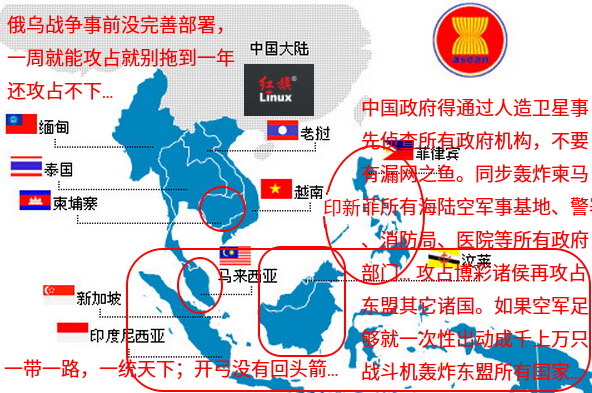 俄乌战争事前没完善部署，
一周就能攻占就别拖到一年
还攻占不下…
中国大陆
红旗®
Linux
asean
中国政府得通过人造卫星事
先侦查所有政府机构，不要
有漏网之鱼。同步轰炸柬马
印新菲所有海陆空军事基地、警署
、消防局、医院等所有政府
部门，攻占博彩诸侯再攻占
东盟其它诸国。如果空军足
够就一次性出动成千上万只
战斗机轰炸东盟所有国家…
缅甸
老挝
菲律宾
泰国
柬埔寨
越南
马来西亚
文莱
新加坡
印度尼西亚
一带一路，一统天下；开弓没有回头箭…